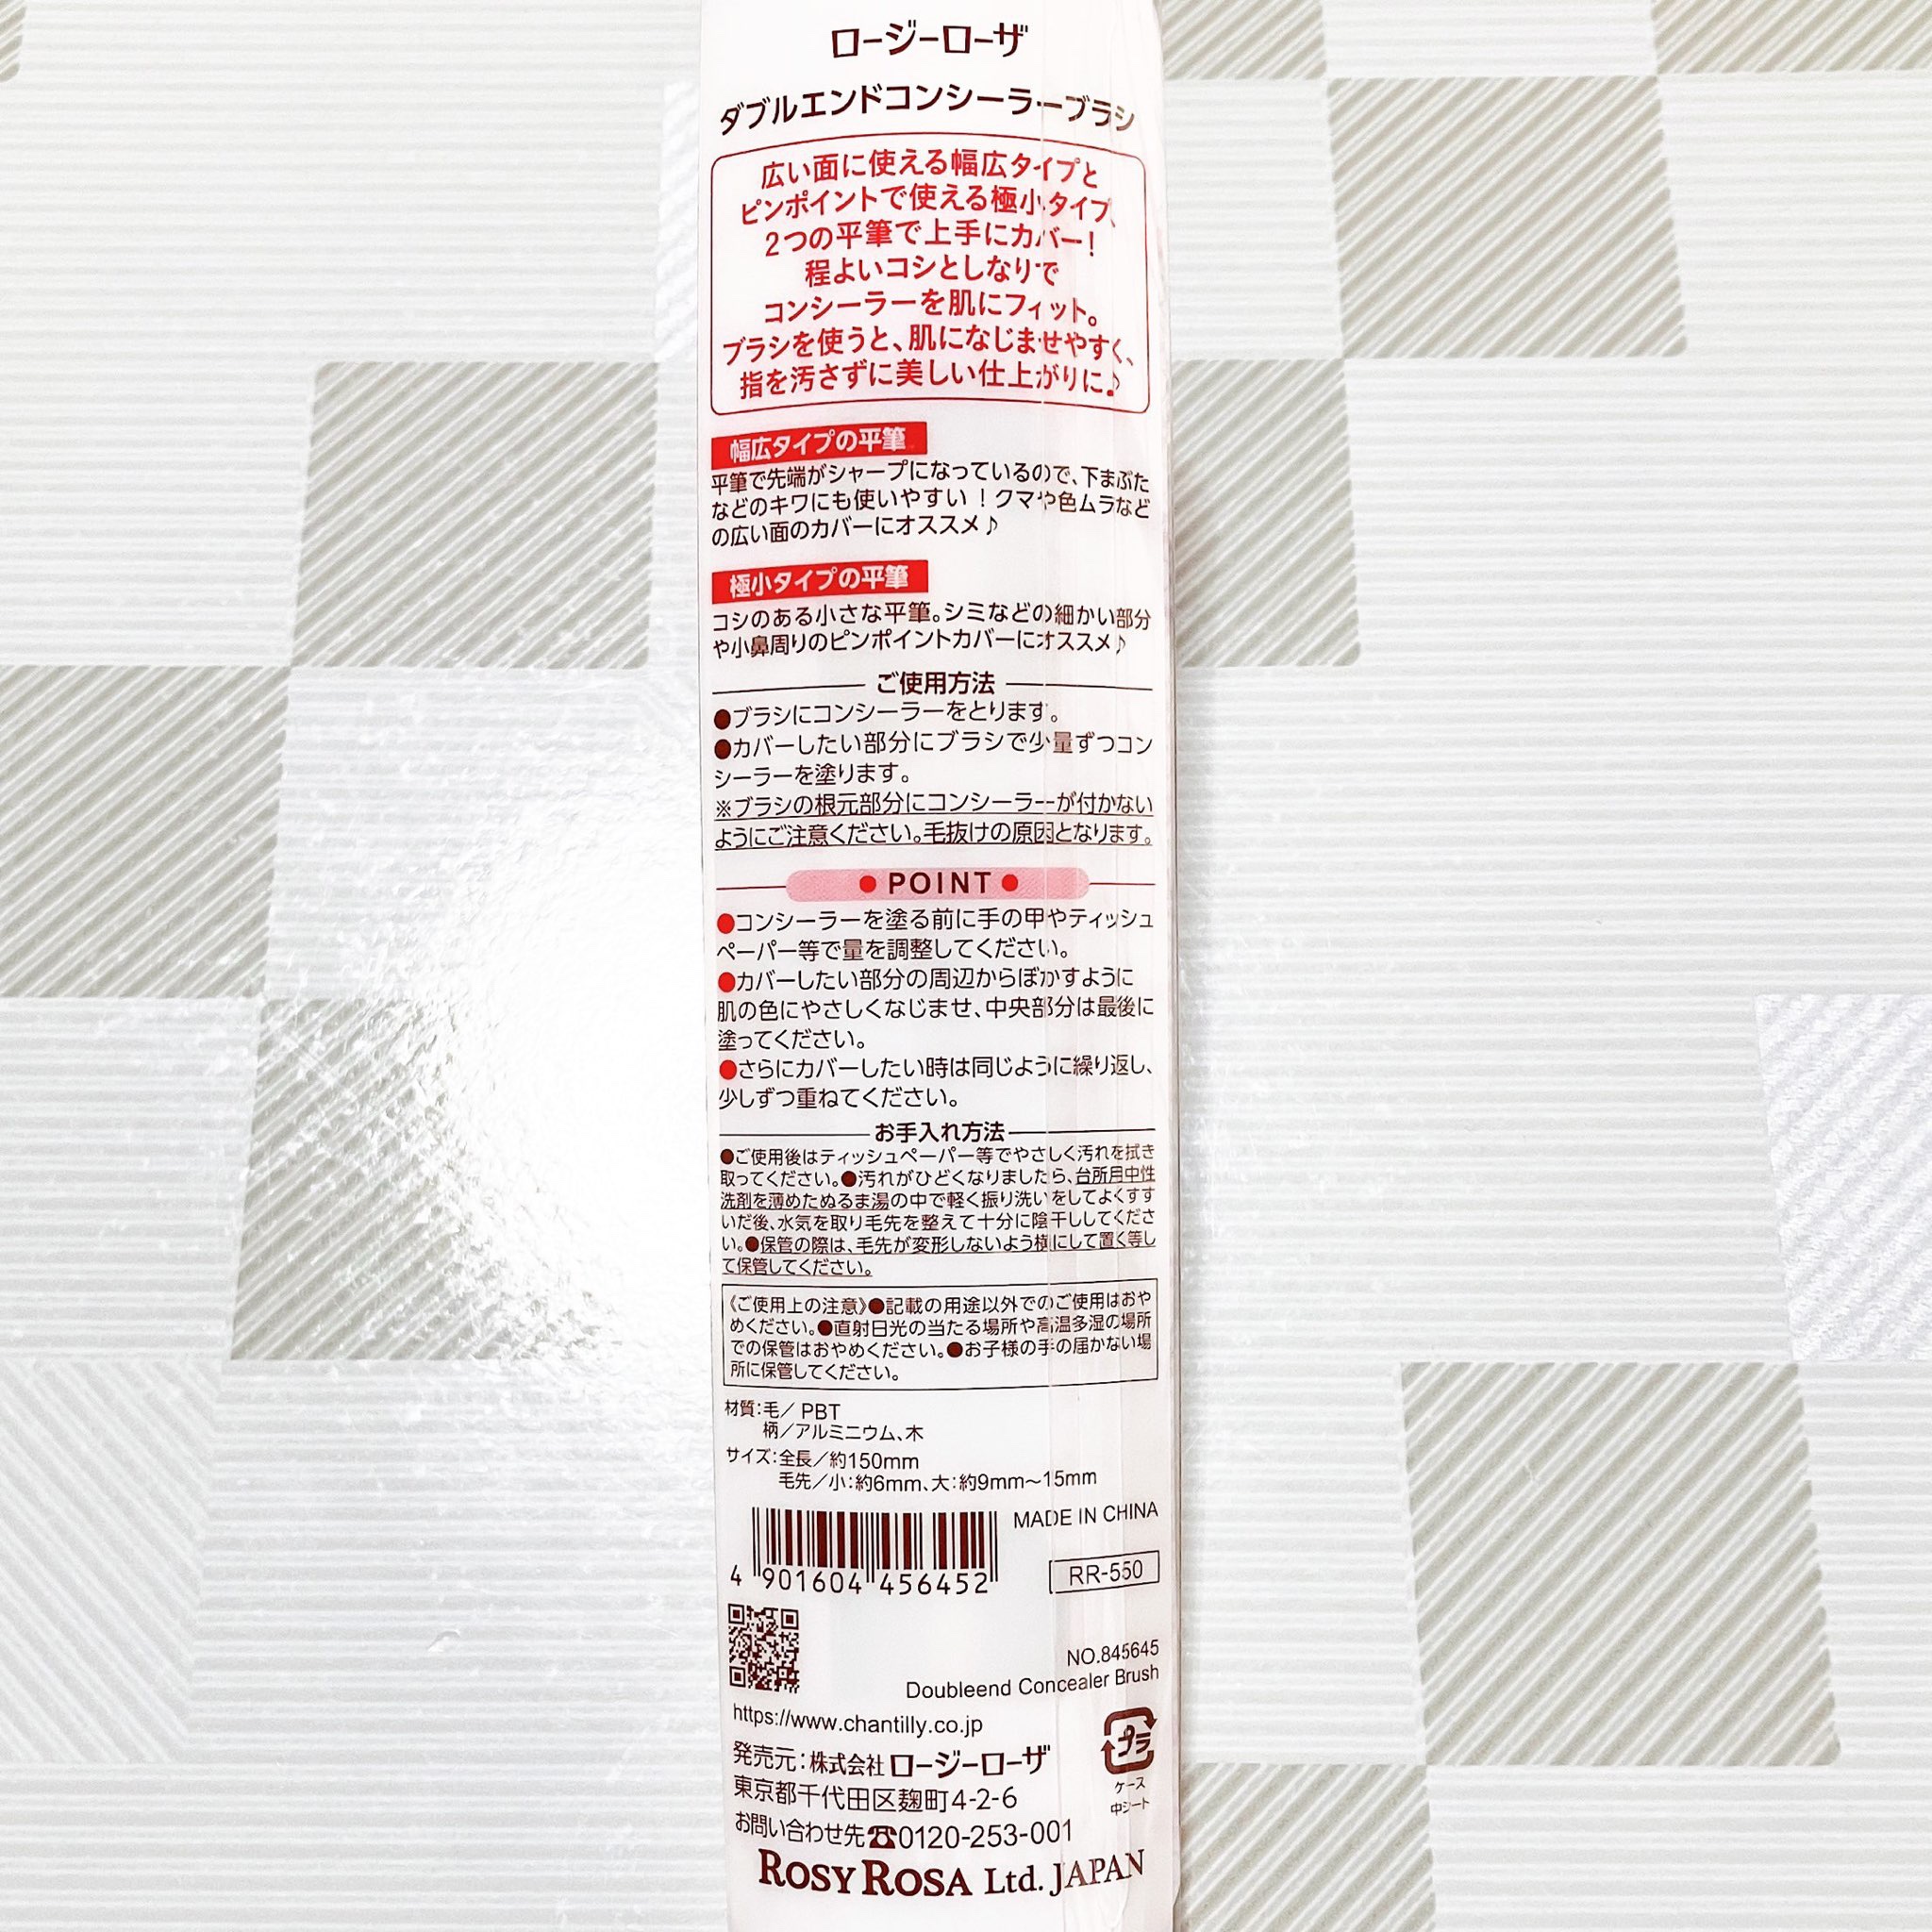 ロージーローザ
ダブルエンドコンシーラーブラシ
広い面に使える幅広タイプと
ピンポイントで使える極小タイプ、
2つの平筆で上手にカバー!
程よいコシとしなりで
コンシーラーを肌にフィット。
ブラシを使うと、肌になじませやすく、
指を汚さずに美しい仕上がりに♪
幅広タイプの平筆
平筆で先端がシャープになっているので、下まぶた
などのキワにも使いやすい!クマや色ムラなど
の広い面のカバーにオススメ♪
極小タイプの平筆
コシのある小さな平筆。シミなどの細かい部分
や小鼻周りのピンポイントカバーにオススメ♪
ご使用方法
●ブラシにコンシーラーをとります。
●カバーしたい部分にブラシで少量ずつコン
シーラーを塗ります。
※ブラシの根元部分にコンシーラーが付かない
ようにご注意ください。毛抜けの原因となります。
●POINT●
●コンシーラーを塗る前に手の甲やティッシュ
ペーパー等で量を調整してください。
●カバーしたい部分の周辺からぼかすように
肌の色にやさしくなじませ、中央部分は最後に
塗ってください。
●さらにカバーしたい時は同じように繰り返し、
少しずつ重ねてください。
お手入れ方法
●ご使用後はティッシュペーパー等でやさしく汚れを拭き
取ってください。●汚れがひどくなりましたら、台所用中性
洗剤を薄めたぬるま湯の中で軽く振り洗いをしてよくすす
いだ後、水気を取り毛先を整えて十分に陰干ししてくださ
い。●保管の際は、毛先が変形しないよう横にして置く等し
て保管してください。
《ご使用上の注意》●記載の用途以外でのご使用はおや
めください。●直射日光の当たる場所や高温多湿の場所
での保管はおやめください。●お子様の手の届かない場
所に保管してください。
材質:毛/PBT
柄/アルミニウム、木
サイズ:全長/約150mm
毛先/小:約6mm、大:約9mm〜15mm
MADE IN CHINA
4 901604 456452
RR-550
NO.845645
Doubleend Concealer Brush
https://www.chantilly.co.jp
プラ
ケース
中シート
発売元:株式会社ロージーローザ
東京都千代田区麹町4-2-6
お問い合わせ先☎0120-253-001
ROSY ROSA Ltd. JAPAN